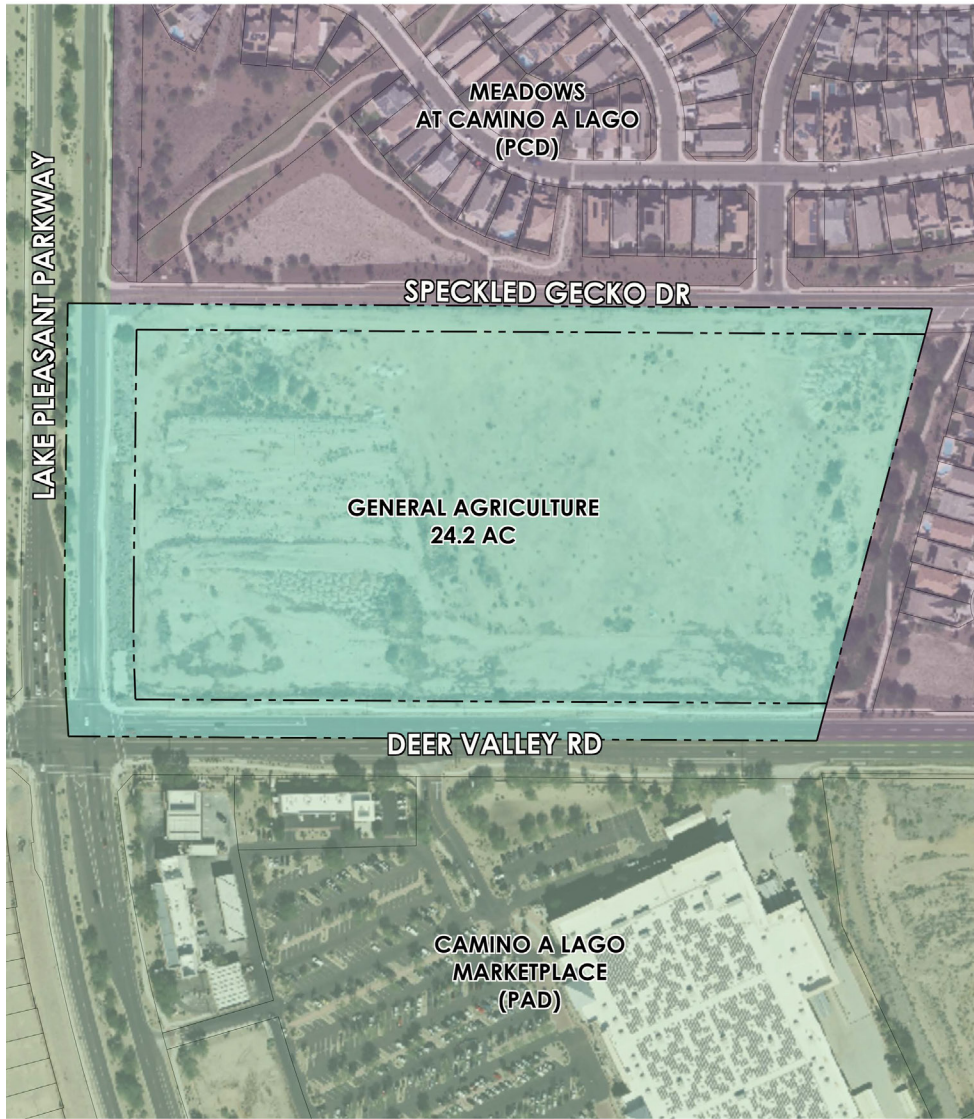 MEADOWS
AT CAMINO A LAGO
(PCD)
LAKE PLEASANT PARKWAY
SPECKLED GECKO DR
GENERAL AGRICULTURE
24.2 AC
DEER VALLEY RD
CAMINO A LAGO
MARKETPLACE
(PAD)